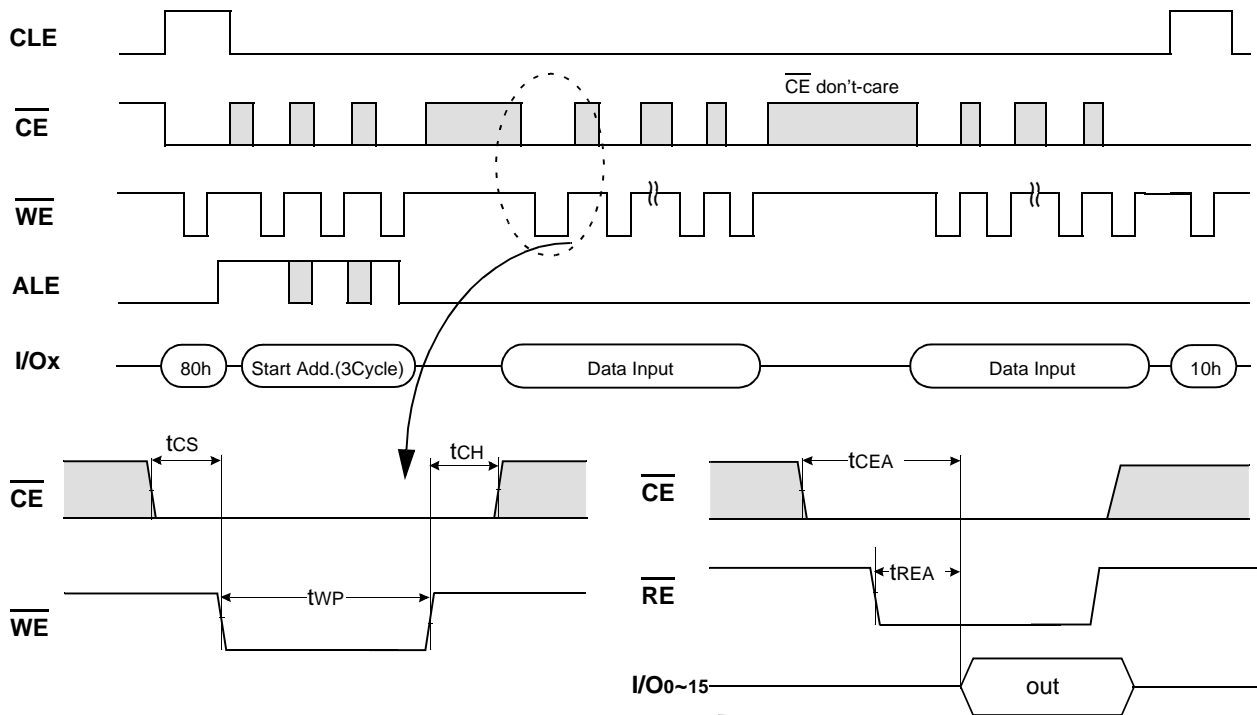 CLE
CE don't-care
CE
WE
ALE
I/Ox
80h
Start Add.(3Cycle)
Data Input
Data Input
10h
tCS
tCH
CE
tWP
WE
tCEA
CE
tREA
RE
I/O0~15
out